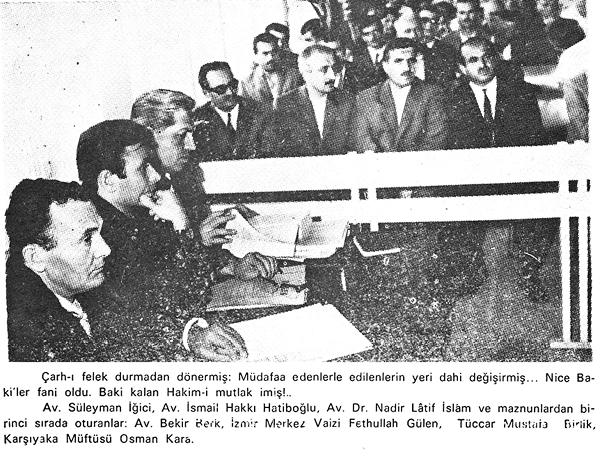 Çarh-ı felek durmadan dönermiş: Müdafaa edenlerle edilenlerin yeri dahi değişirmiş... Nice Ba-
ki'ler fani oldu. Baki kalan Hakim-i mutlak imiş!..
Av. Süleyman İğici, Av. İsmail Hakkı Hatiboğlu, Av. Dr. Nadir Lâtif İslâm ve maznunlardan bi-
rinci sırada oturanlar: Av. Bekir Berk, İzmir Merkez Vaizi Fethullah Gülen, Tüccar Mustafa Birlik,
Karşıyaka Müftüsü Osman Kara.